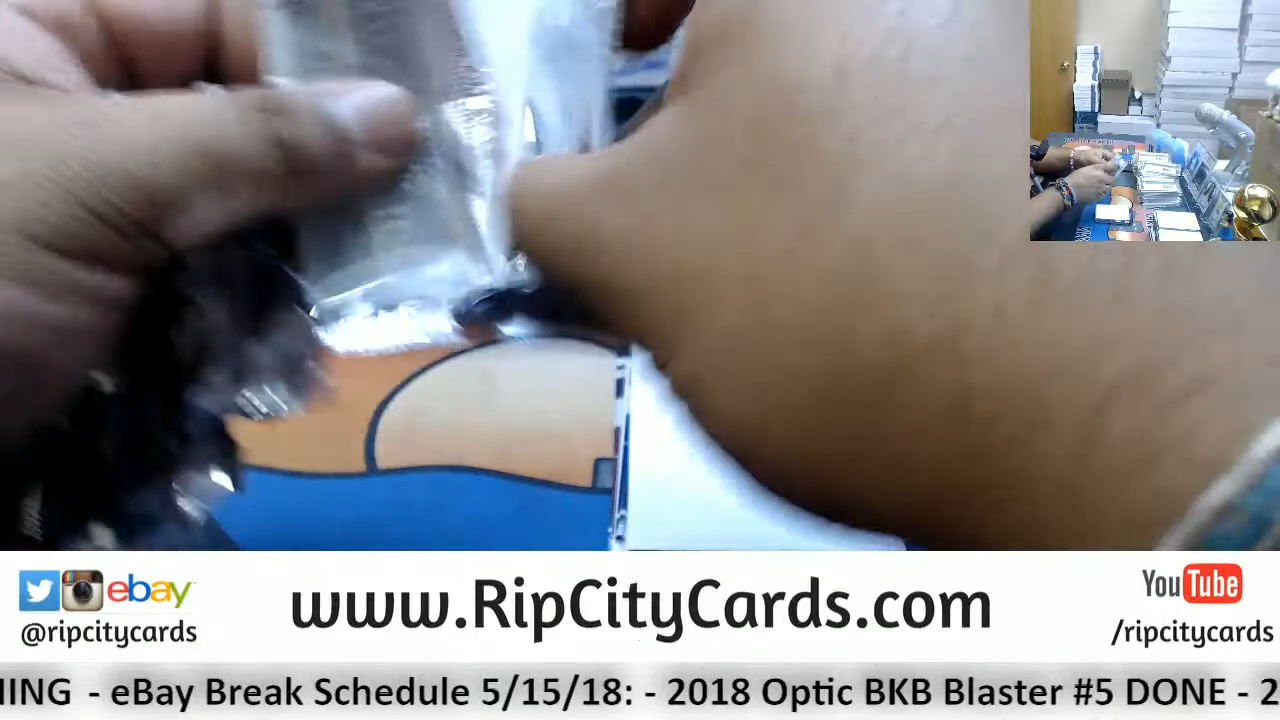 ebay
@ripcitycards
www.RipCityCards.com
YouTube
/ripcitycards
- eBay Break Schedule 5/15/18: - 2018 Optic BKB Blaster #5 DONE - 2